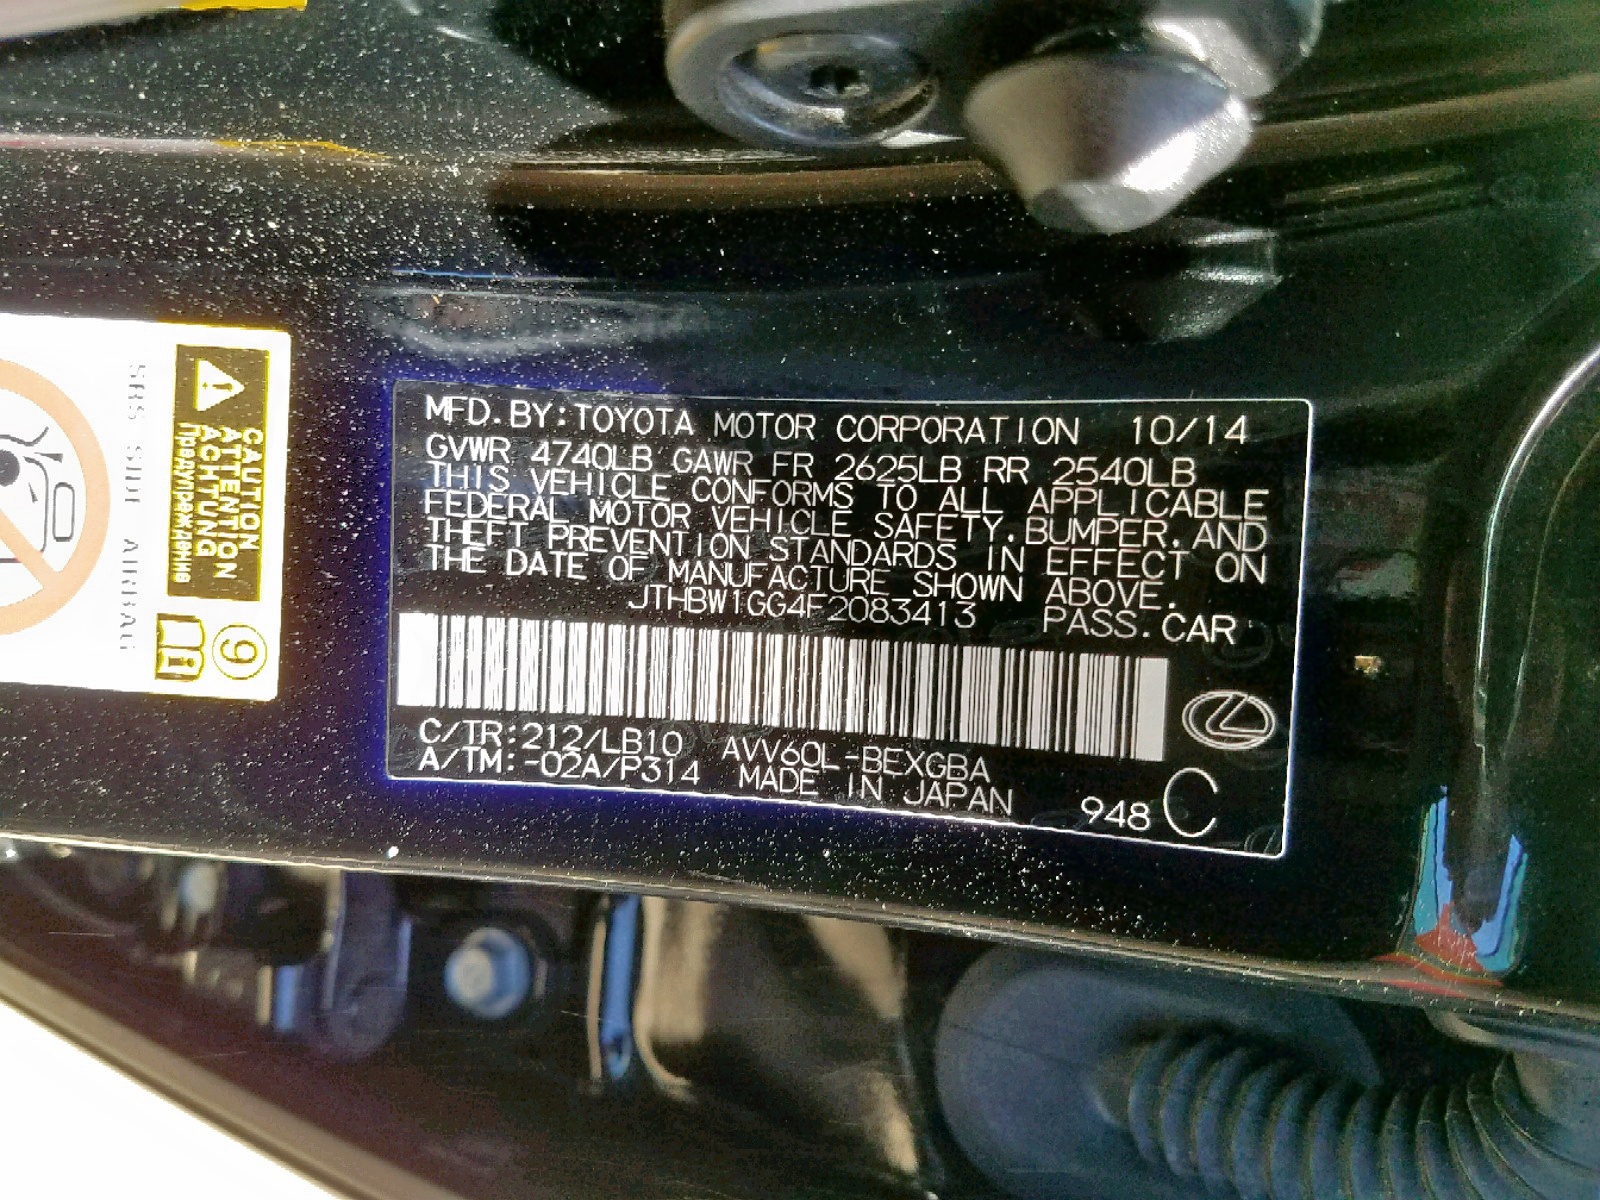 MFD.BY:TOYOTA MOTOR CORPORATION 10/14
GVWR 4740LB GAWR FR 2625LB RR 2540LB
THIS VEHICLE CONFORMS TO ALL APPLICABLE
FEDERAL MOTOR VEHICLE SAFETY,BUMPER,AND
THEFT PREVENTION STANDARDS IN EFFECT ON
THE DATE OF MANUFACTURE SHOWN ABOVE.
JTHBW1GG4F2083413 PASS.CAR
C/TR:212/LB10 AVV60L-BEXGBA
A/TM:-02A/P314 MADE IN JAPAN 948 C
CAUTION
ATTENTION
ACHTUNG
Предупреждение
9
SRS SIDE AIRBAG